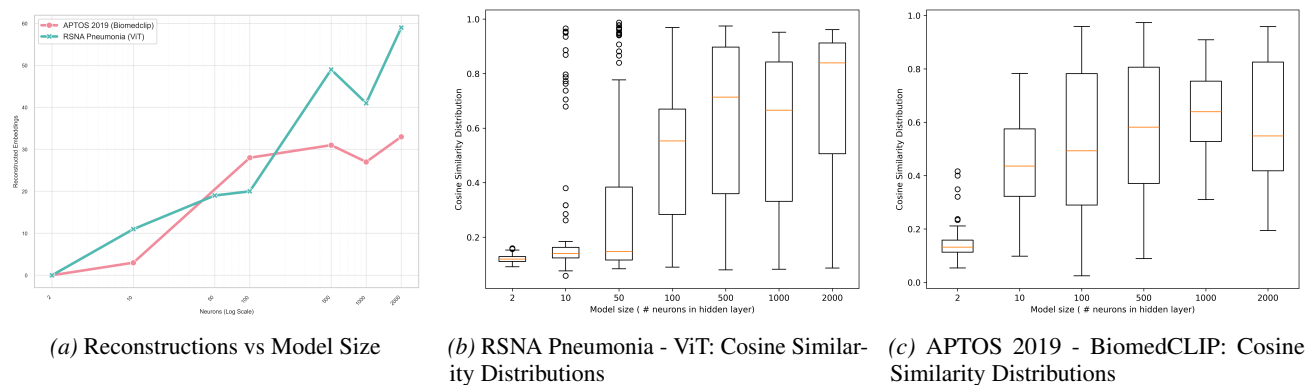 APTOS 2019 (Biomedclip)
RSNA Pneumonia (ViT)
Reconstructed Embeddings
60
50
40
30
20
10
0
2
10
50
100
500
1000
2000
Neurons (Log Scale)
(a) Reconstructions vs Model Size
Cosine Similarity Distribution
1.0
0.8
0.6
0.4
0.2
2
10
50
100
500
1000
2000
Model size ( # neurons in hidden layer)
(b) RSNA Pneumonia - ViT: Cosine Similar-
ity Distributions
Cosine Similarity Distribution
1.0
0.8
0.6
0.4
0.2
0.0
2
10
100
500
1000
2000
Model size ( # neurons in hidden layer)
(c) APTOS 2019 - BiomedCLIP: Cosine
Similarity Distributions